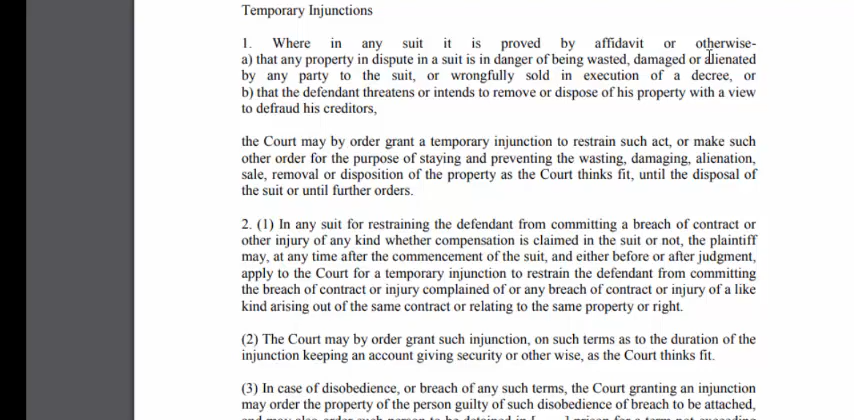 Temporary Injunctions
1. Where in any suit it is proved by affidavit or otherwise-
a) that any property in dispute in a suit is in danger of being wasted, damaged or alienated
by any party to the suit, or wrongfully sold in execution of a decree, or
b) that the defendant threatens or intends to remove or dispose of his property with a view
to defraud his creditors,
the Court may by order grant a temporary injunction to restrain such act, or make such
other order for the purpose of staying and preventing the wasting, damaging, alienation,
sale, removal or disposition of the property as the Court thinks fit, until the disposal of
the suit or until further orders.
2. (1) In any suit for restraining the defendant from committing a breach of contract or
other injury of any kind whether compensation is claimed in the suit or not, the plaintiff
may, at any time after the commencement of the suit, and either before or after judgment,
apply to the Court for a temporary injunction to restrain the defendant from committing
the breach of contract or injury complained of or any breach of contract or injury of a like
kind arising out of the same contract or relating to the same property or right.
(2) The Court may by order grant such injunction, on such terms as to the duration of the
injunction keeping an account giving security or other wise, as the Court thinks fit.
(3) In case of disobedience, or breach of any such terms, the Court granting an injunction
may order the property of the person guilty of such disobedience of breach to be attached,